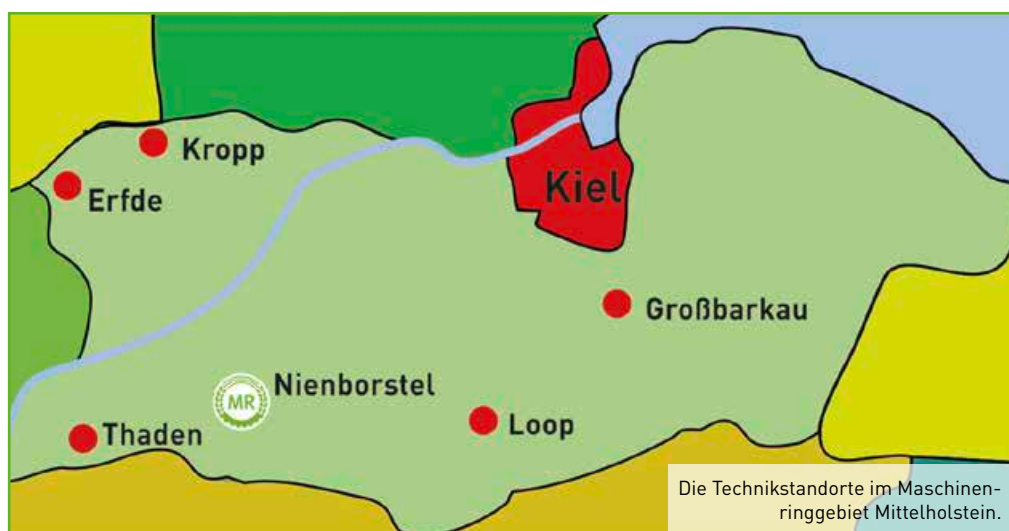 Kropp
Erfde
Kiel
Großbarkau
MR
Nienborstel
Loop
Thaden
Die Technikstandorte im Maschinen-
ringgebiet Mittelholstein.